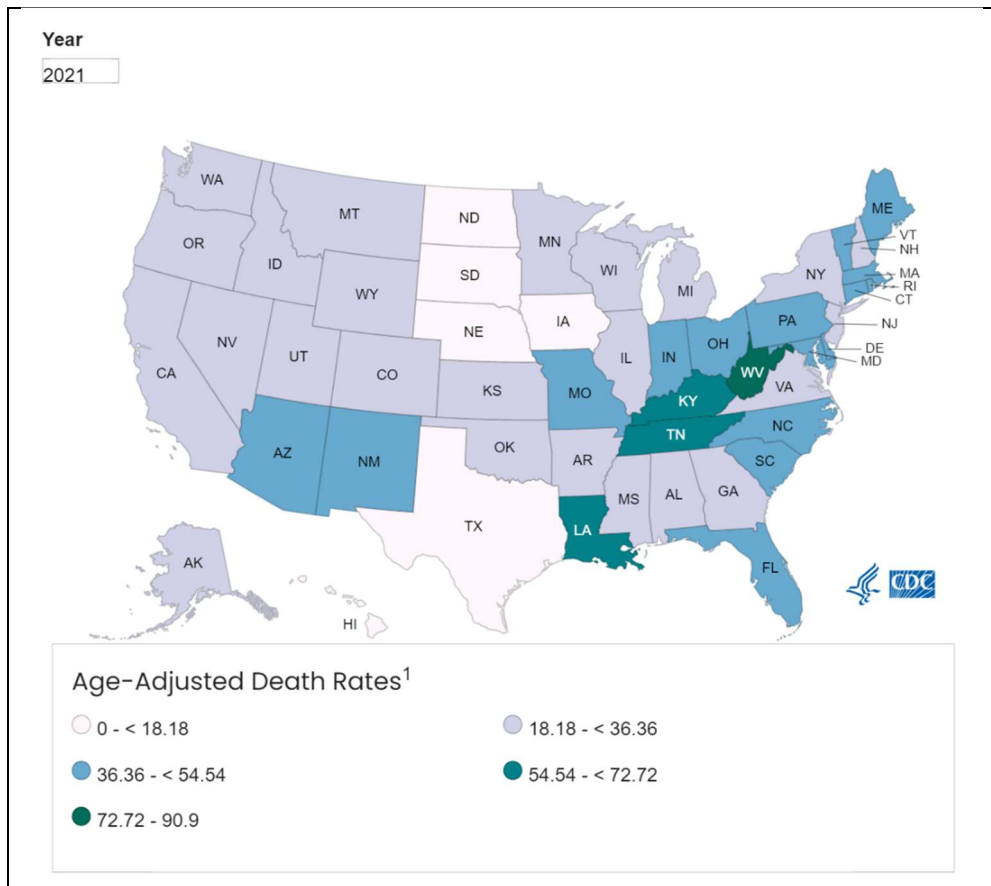 Year
2021
WA
MT
ND
MN
ME
VT
NH
OR
ID
SD
WI
NY
MA
RI
CT
WY
MI
NE
IA
PA
NJ
NV
UT
CO
IL
IN
OH
DE
MD
CA
KS
MO
WV
VA
KY
AZ
NM
OK
AR
TN
NC
SC
MS
AL
GA
TX
LA
FL
AK
HI
CDC
Age-Adjusted Death Rates¹
0 - < 18.18
18.18 - < 36.36
36.36 - < 54.54
54.54 - < 72.72
72.72 - 90.9